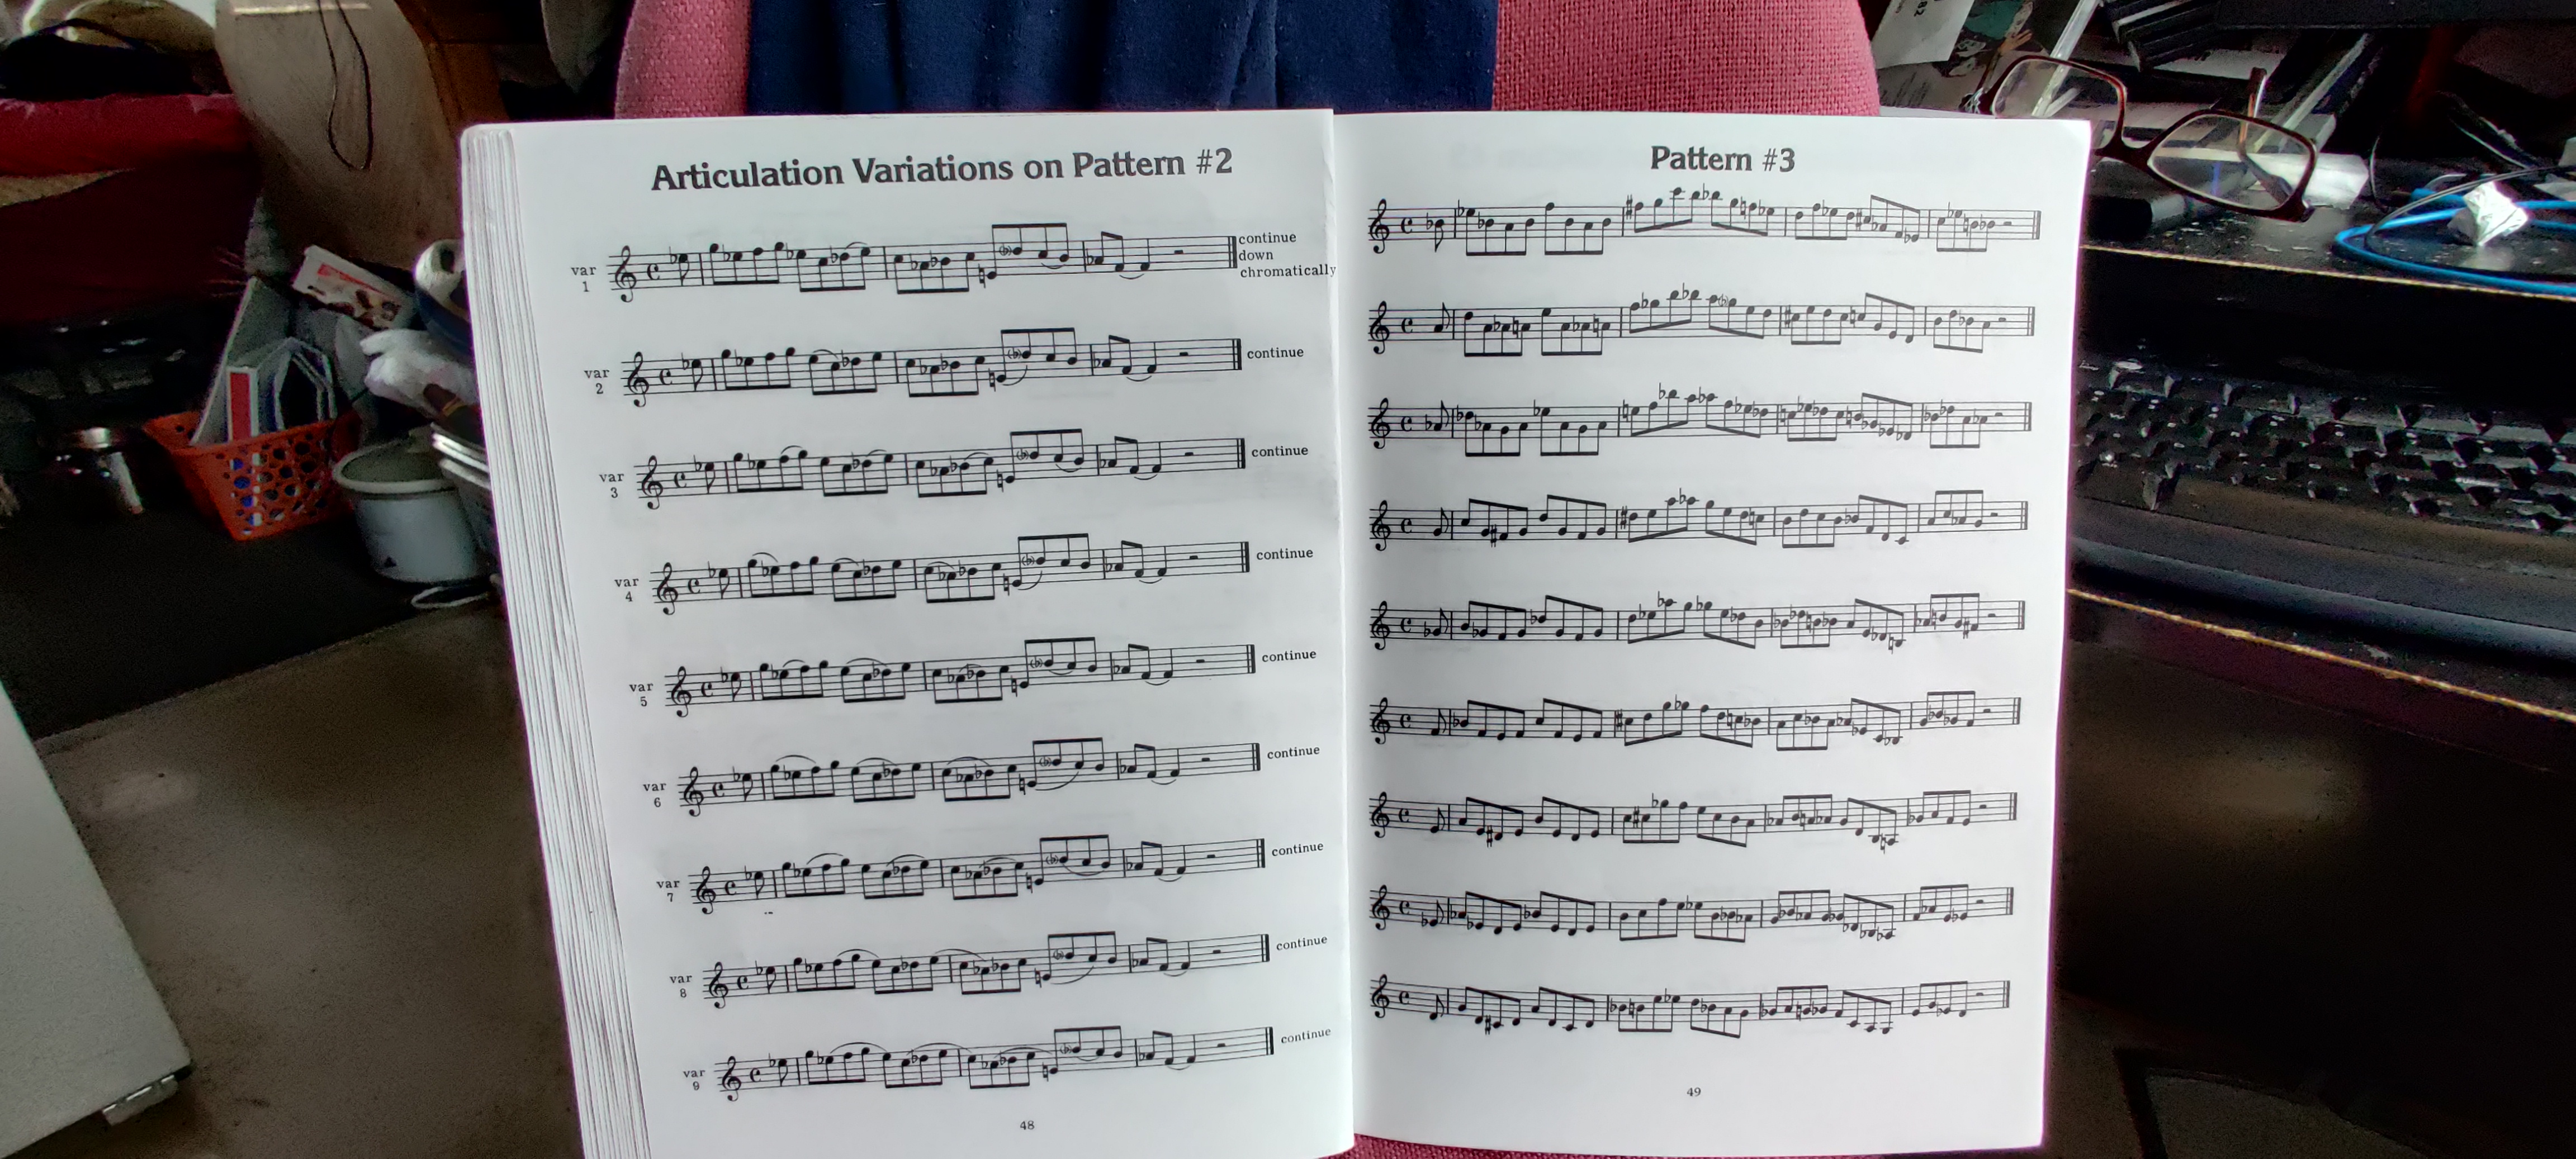 Articulation Variations on Pattern #2
var
1
continue
down
chromatically
var
2
continue
var
3
continue
var
4
continue
var
5
continue
var
6
continue
var
7
continue
var
8
continue
var
9
continue
48
Pattern #3
49
82